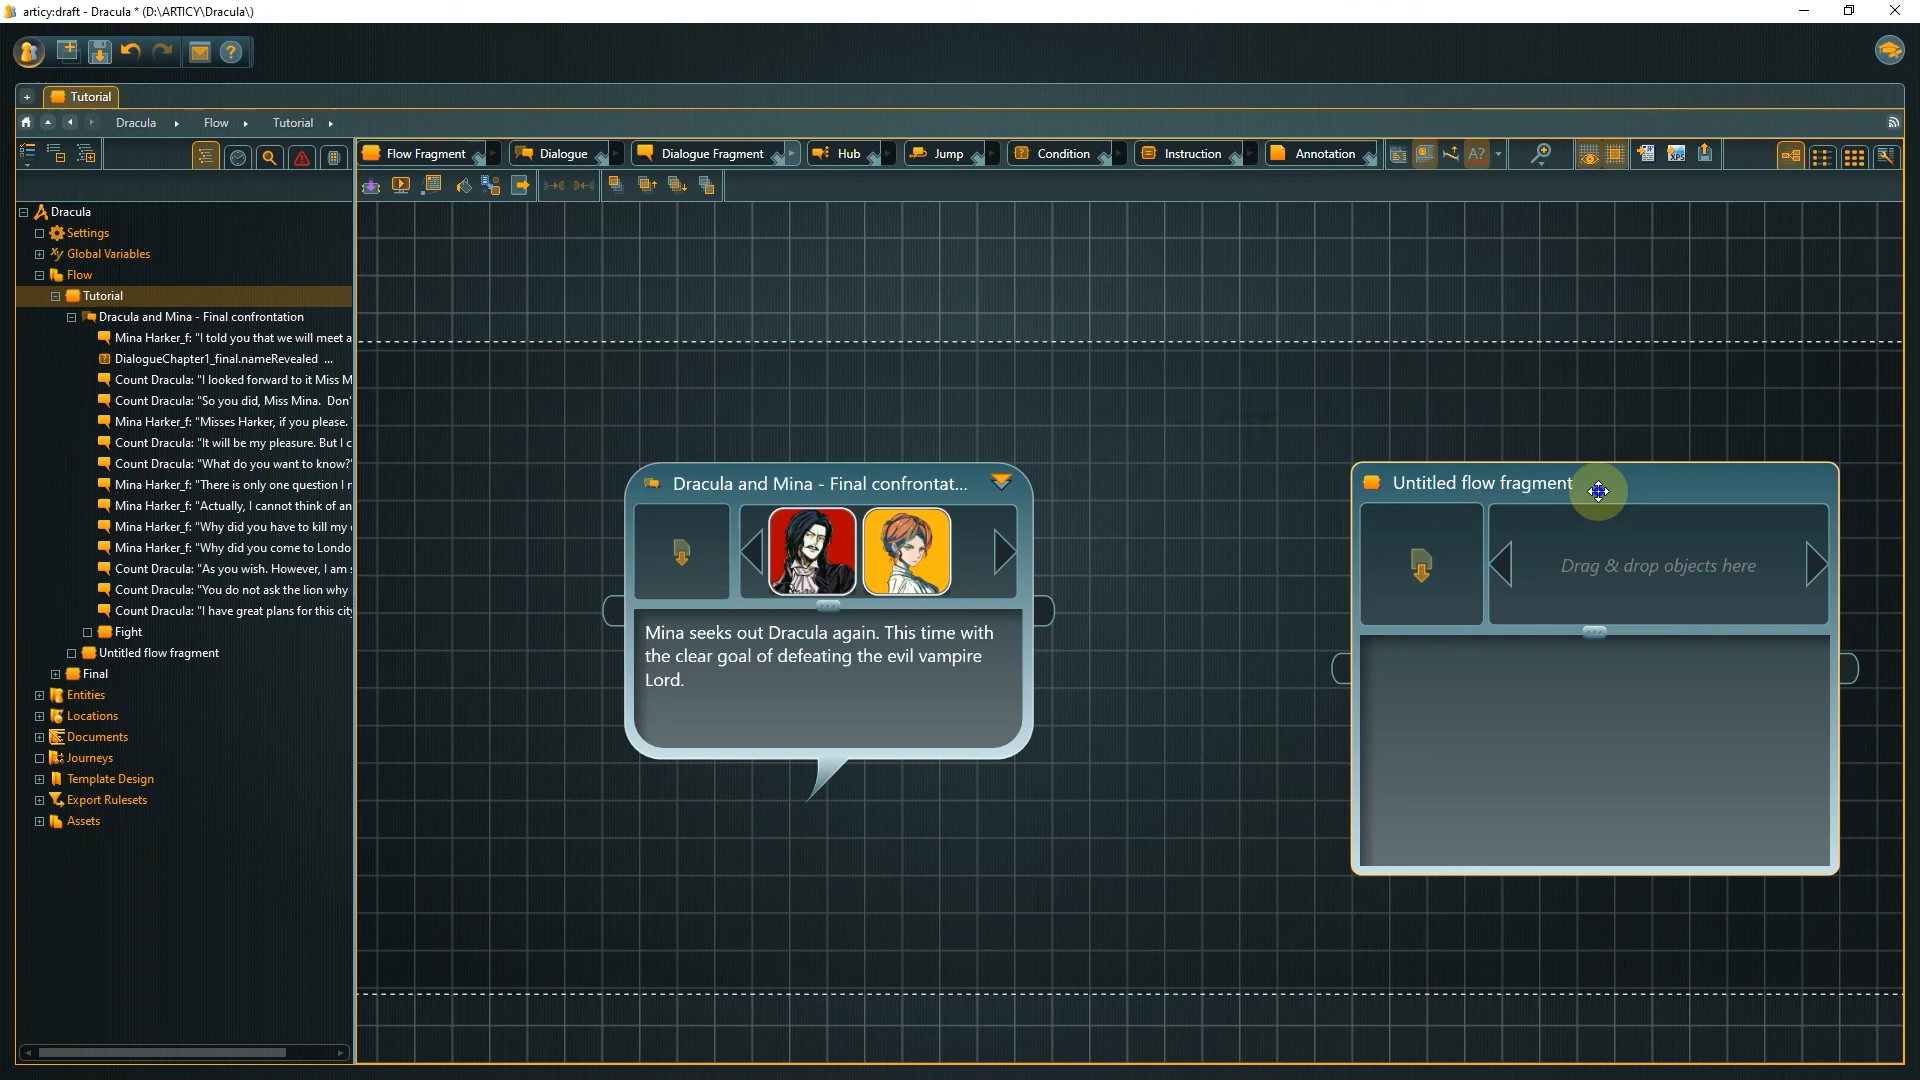 articy:draft - Dracula * (D:\ARTICY\Dracula\)
Tutorial
Dracula Flow Tutorial
Flow Fragment Dialogue Dialogue Fragment Hub Jump Condition Instruction Annotation
Dracula
Settings
Global Variables
Flow
Tutorial
Dracula and Mina - Final confrontation
Mina Harker_f: "I told you that we will meet a
DialogueChapter1_final.nameRevealed ...
Count Dracula: "I looked forward to it Miss M
Count Dracula: "So you did, Miss Mina. Don'
Mina Harker_f: "Misses Harker, if you please.
Count Dracula: "It will be my pleasure. But I c
Count Dracula: "What do you want to know?"
Mina Harker_f: "There is only one question I r
Mina Harker_f: "Actually, I cannot think of an
Mina Harker_f: "Why did you have to kill my
Mina Harker_f: "Why did you come to Londo
Count Dracula: "As you wish. However, I am
Count Dracula: "You do not ask the lion why
Count Dracula: "I have great plans for this city
Fight
Untitled flow fragment
Final
Entities
Locations
Documents
Journeys
Template Design
Export Rulesets
Assets
Dracula and Mina - Final confrontat...
Mina seeks out Dracula again. This time with
the clear goal of defeating the evil vampire
Lord.
Untitled flow fragment
Drag & drop objects here